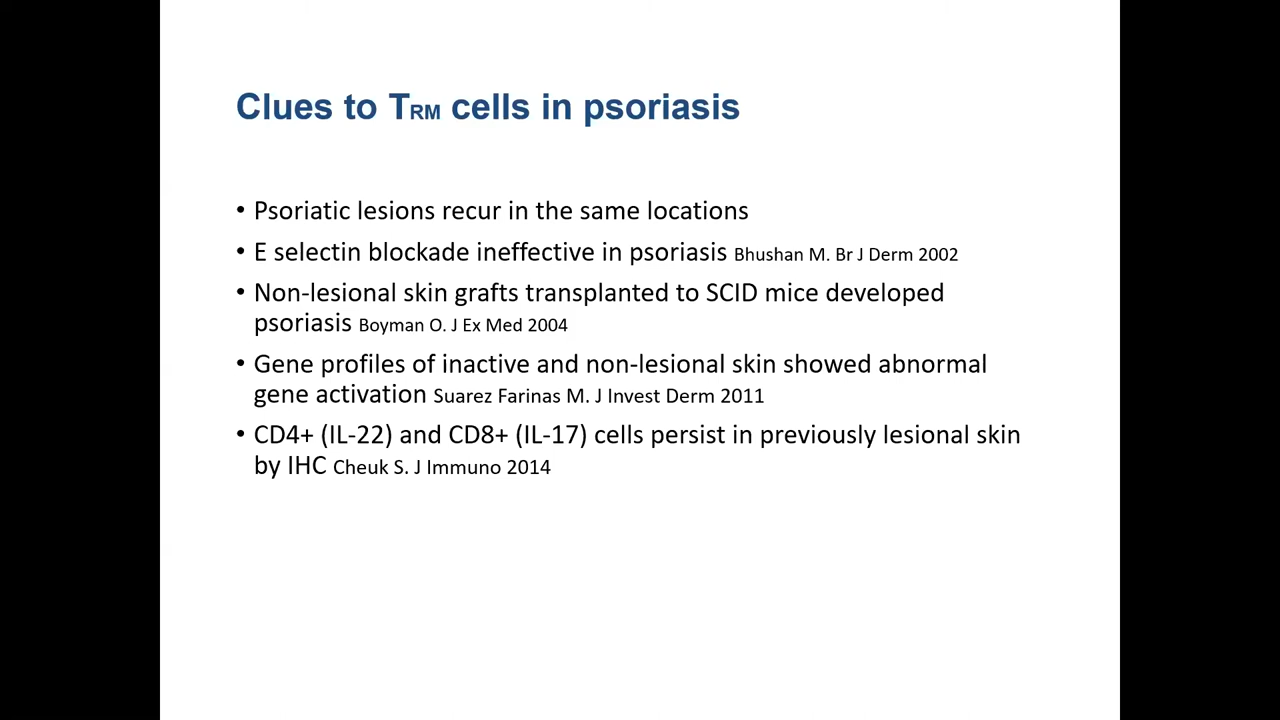 Clues to TRM cells in psoriasis
• Psoriatic lesions recur in the same locations
• E selectin blockade ineffective in psoriasis Bhushan M. Br J Derm 2002
• Non-lesional skin grafts transplanted to SCID mice developed
psoriasis Boyman O. J Ex Med 2004
• Gene profiles of inactive and non-lesional skin showed abnormal
gene activation Suarez Farinas M. J Invest Derm 2011
• CD4+ (IL-22) and CD8+ (IL-17) cells persist in previously lesional skin
by IHC Cheuk S. J Immuno 2014